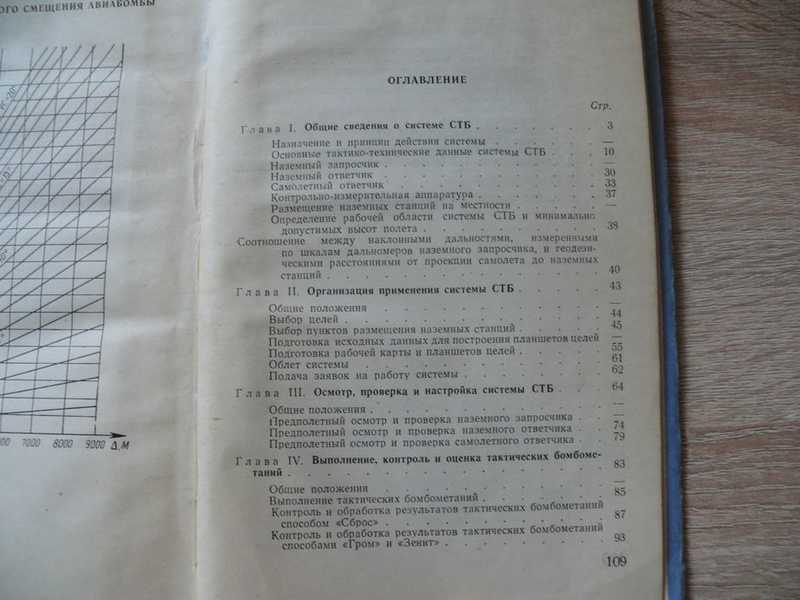 ОГО СМЕЩЕНИЯ АВИАБОМБЫ
7000 8000 9000 Δ, М
ОГЛАВЛЕНИЕ
Стр.
Глава I. Общие сведения о системе СТБ . . . . . . . 3
Назначение и принцип действия системы . . . . . . —
Основные тактико-технические данные системы СТБ . . . 10
Наземный запросчик . . . . . . . . . . . —
Наземный ответчик . . . . . . . . . . . 30
Самолетный ответчик . . . . . . . . . . . 33
Контрольно-измерительная аппаратура . . . . . . . 37
Размещение наземных станций на местности . . . . . —
Определение рабочей области системы СТБ и минимально
допустимых высот полета . . . . . . . . . 38
Соотношение между наклонными дальностями, измеренными
по шкалам дальномеров наземного запросчика, и геодези-
ческими расстояниями от проекции самолета до наземных
станций . . . . . . . . . . . . . 40
Глава II. Организация применения системы СТБ . . . . . 43
Общие положения . . . . . . . . . . . —
Выбор целей . . . . . . . . . . . . 44
Выбор пунктов размещения наземных станций . . . . . 45
Подготовка исходных данных для построения планшетов целей —
Подготовка рабочей карты и планшетов целей . . . . . 55
Облет системы . . . . . . . . . . . 61
Подача заявок на работу системы . . . . . . . . 62
Глава III. Осмотр, проверка и настройка системы СТБ . . . 64
Общие положения . . . . . . . . . . . —
Предполетный осмотр и проверка наземного запросчика . . —
Предполетный осмотр и проверка наземного ответчика . . 74
Предполетный осмотр и проверка самолетного ответчика . . 79
Глава IV. Выполнение, контроль и оценка тактических бомбоме-
таний . . . . . . . . . . . . . . 83
Общие положения . . . . . . . . . . . —
Выполнение тактических бомбометаний . . . . . . . 85
Контроль и обработка результатов тактических бомбометаний
способом «Сброс» . . . . . . . . . . . 87
Контроль и обработка результатов тактических бомбометаний
способами «Гром» и «Зенит» . . . . . . . . . 93
109